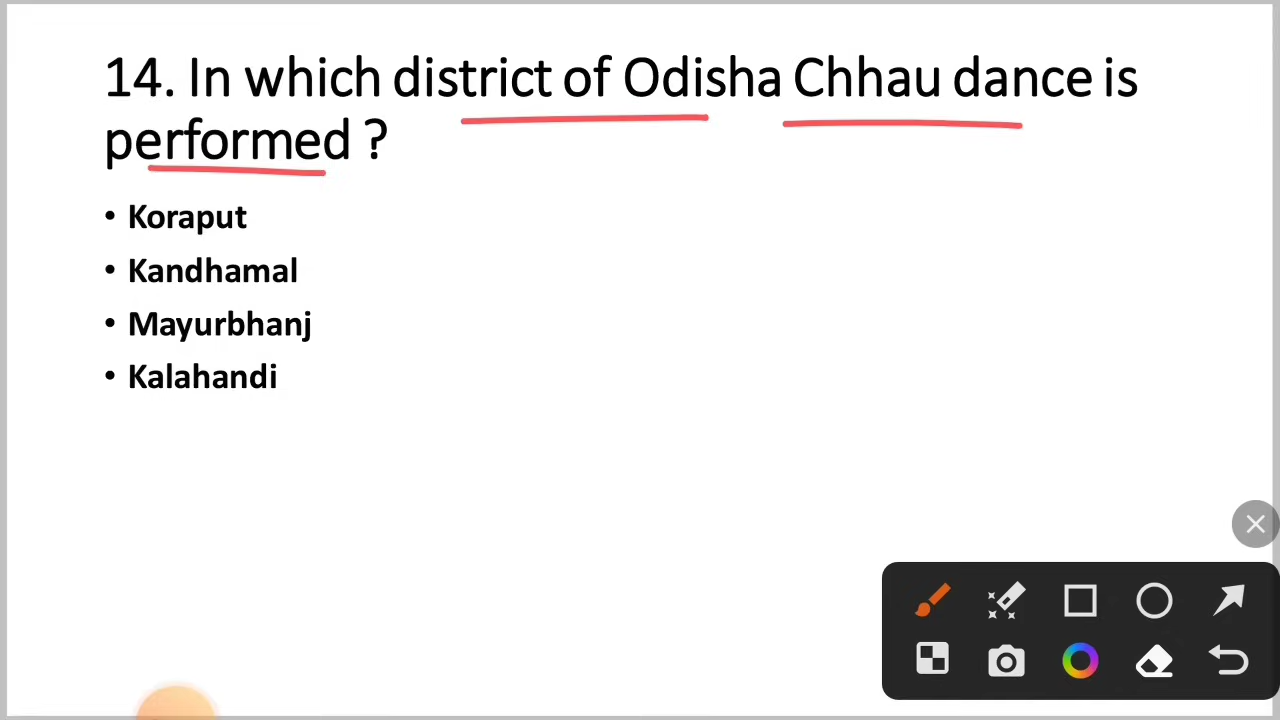 14. In which district of Odisha Chhau dance is
performed ?
• Koraput
• Kandhamal
• Mayurbhanj
• Kalahandi